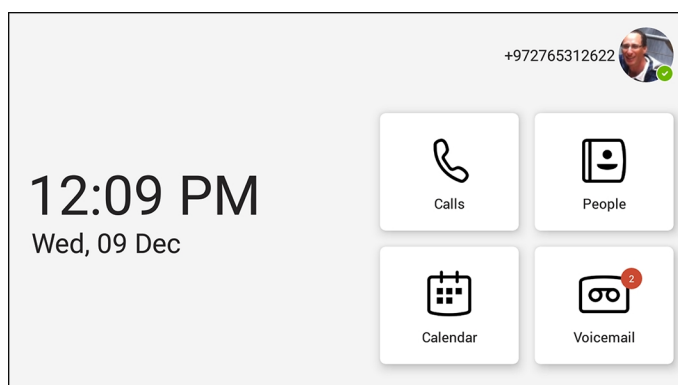 +972765312622
12:09 PM
Wed, 09 Dec
Calls
People
Calendar
2
Voicemail